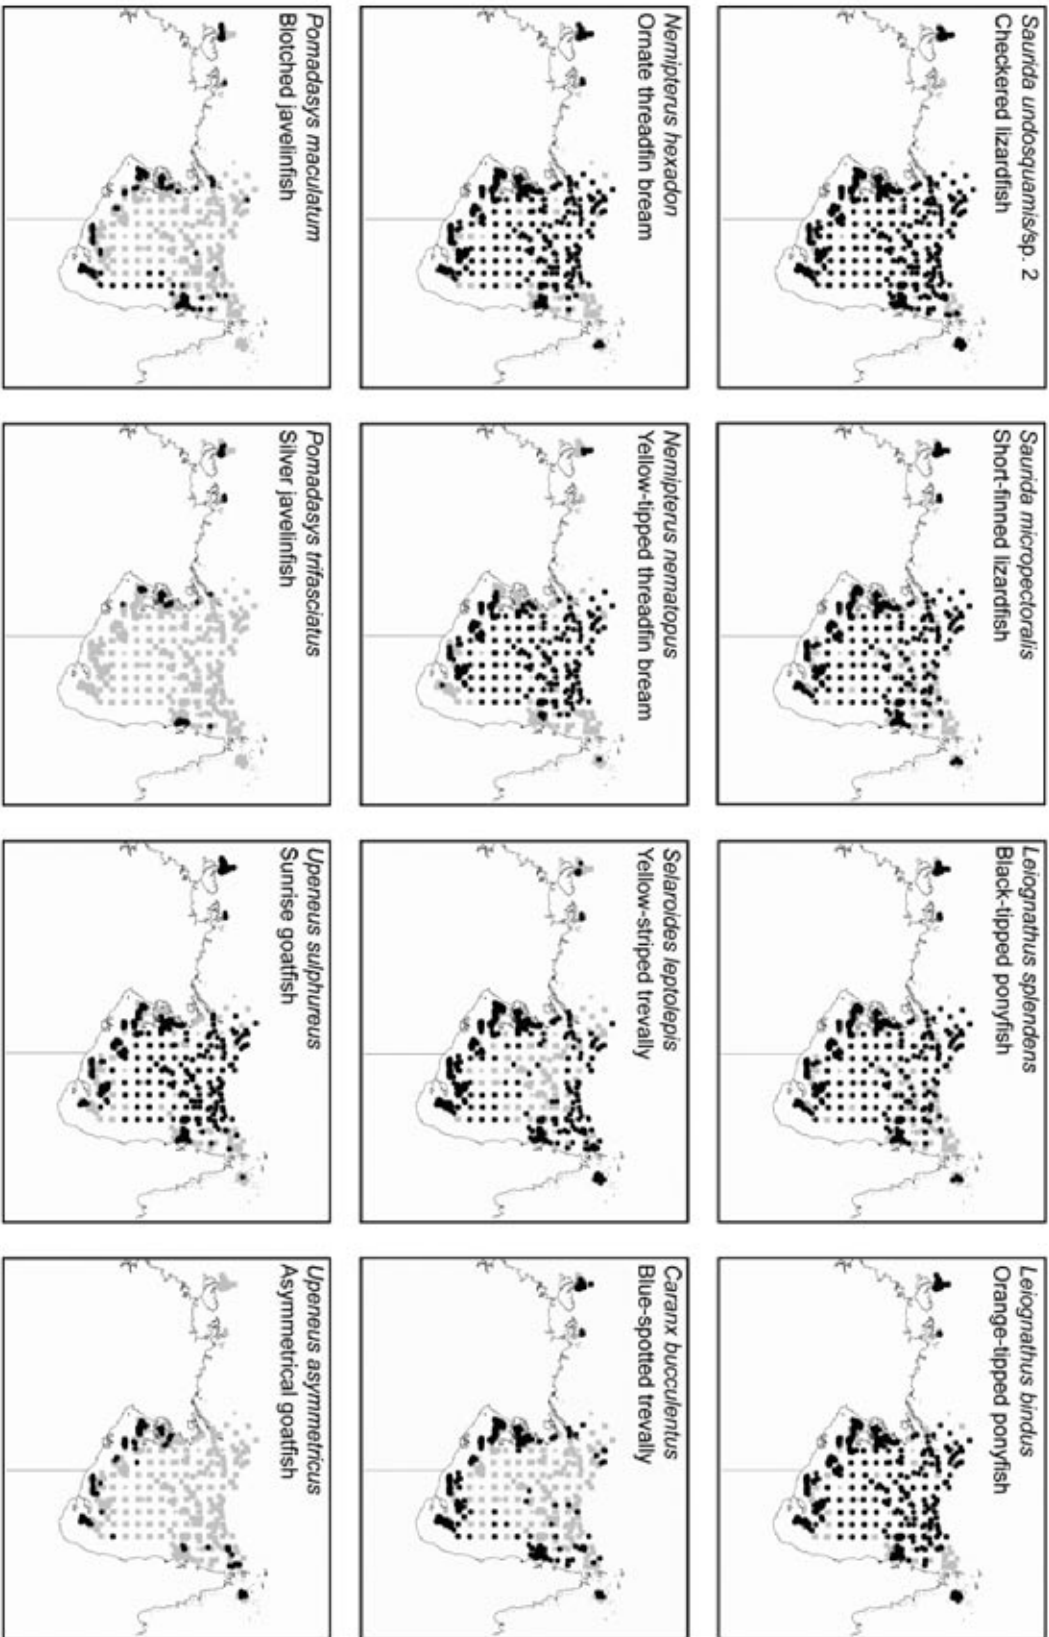 Saurida undosquamis/sp. 2
Checkered lizardfish
Saurida micropectoralis
Short-finned lizardfish
Leiognathus splendens
Black-tipped ponyfish
Leiognathus bindus
Orange-tipped ponyfish
Nemipterus hexadon
Ornate threadfin bream
Nemipterus nematopus
Yellow-tipped threadfin bream
Selaroides leptolepis
Yellow-striped trevally
Caranx bucculentus
Blue-spotted trevally
Pomadasys maculatum
Blotched javelinfish
Pomadasys trifasciatus
Silver javelinfish
Upeneus sulphureus
Sunrise goatfish
Upeneus asymmetricus
Asymmetrical goatfish